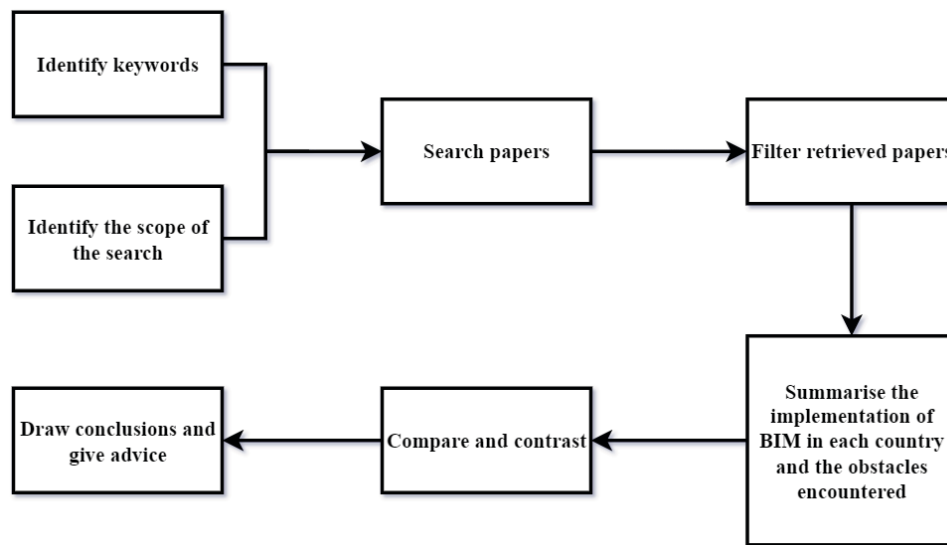 Identify keywords
Search papers
Filter retrieved papers
Identify the scope of
the search
Summarise the
implementation of
BIM in each country
and the obstacles
encountered
Compare and contrast
Draw conclusions and
give advice